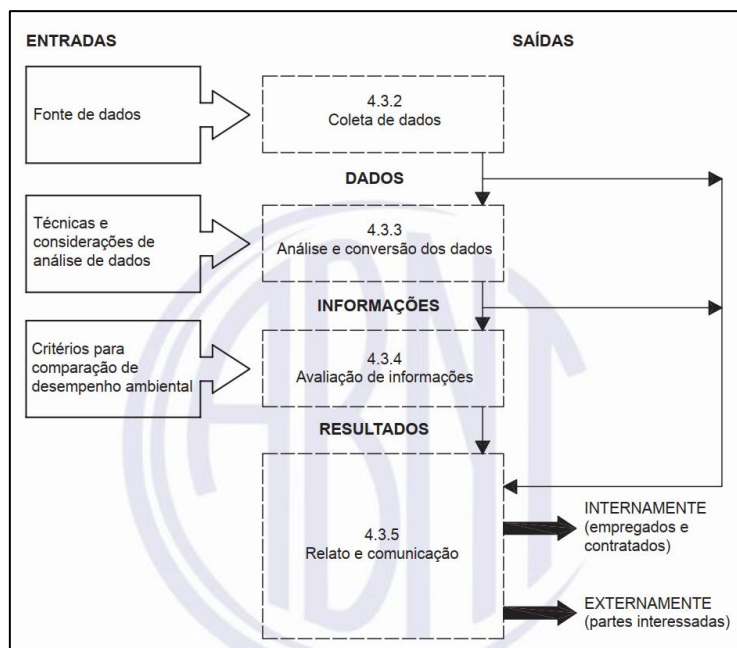 ENTRADAS
SAÍDAS
Fonte de dados
4.3.2
Coleta de dados
DADOS
Técnicas e
considerações de
análise de dados
4.3.3
Análise e conversão dos dados
INFORMAÇÕES
Critérios para
comparação de
desempenho ambiental
4.3.4
Avaliação de informações
RESULTADOS
4.3.5
Relato e comunicação
INTERNAMENTE
(empregados e
contratados)
EXTERNAMENTE
(partes interessadas)
ABNT